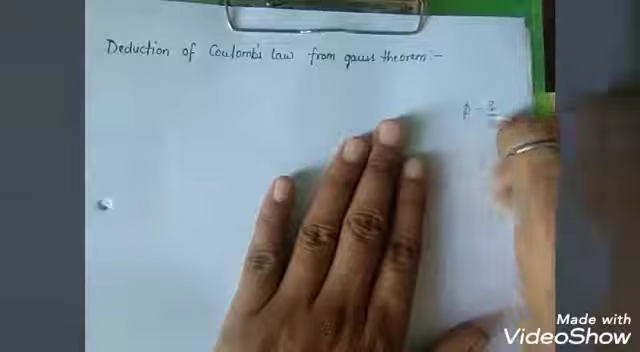 Deduction of Coulomb's law from gauss theorem:-
ϕ = q
Made with
VideoShow